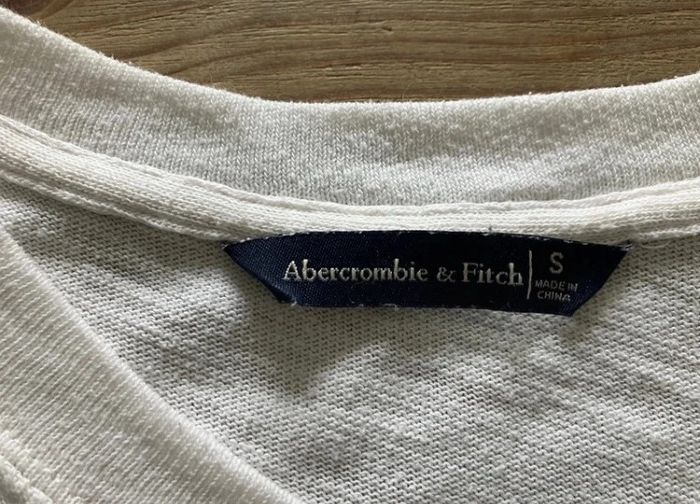 Abercrombie & Fitch
S
MADE IN
CHINA